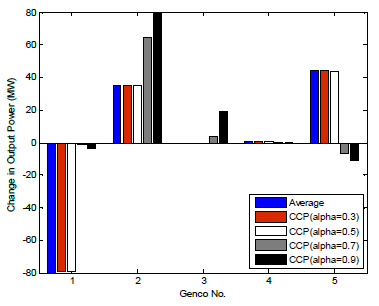 80
60
40
20
0
-20
-40
-60
-80
Change in Output Power (MW)
1 2 3 4 5
Genco No.
Average
CCP(alpha=0.3)
CCP(alpha=0.5)
CCP(alpha=0.7)
CCP(alpha=0.9)